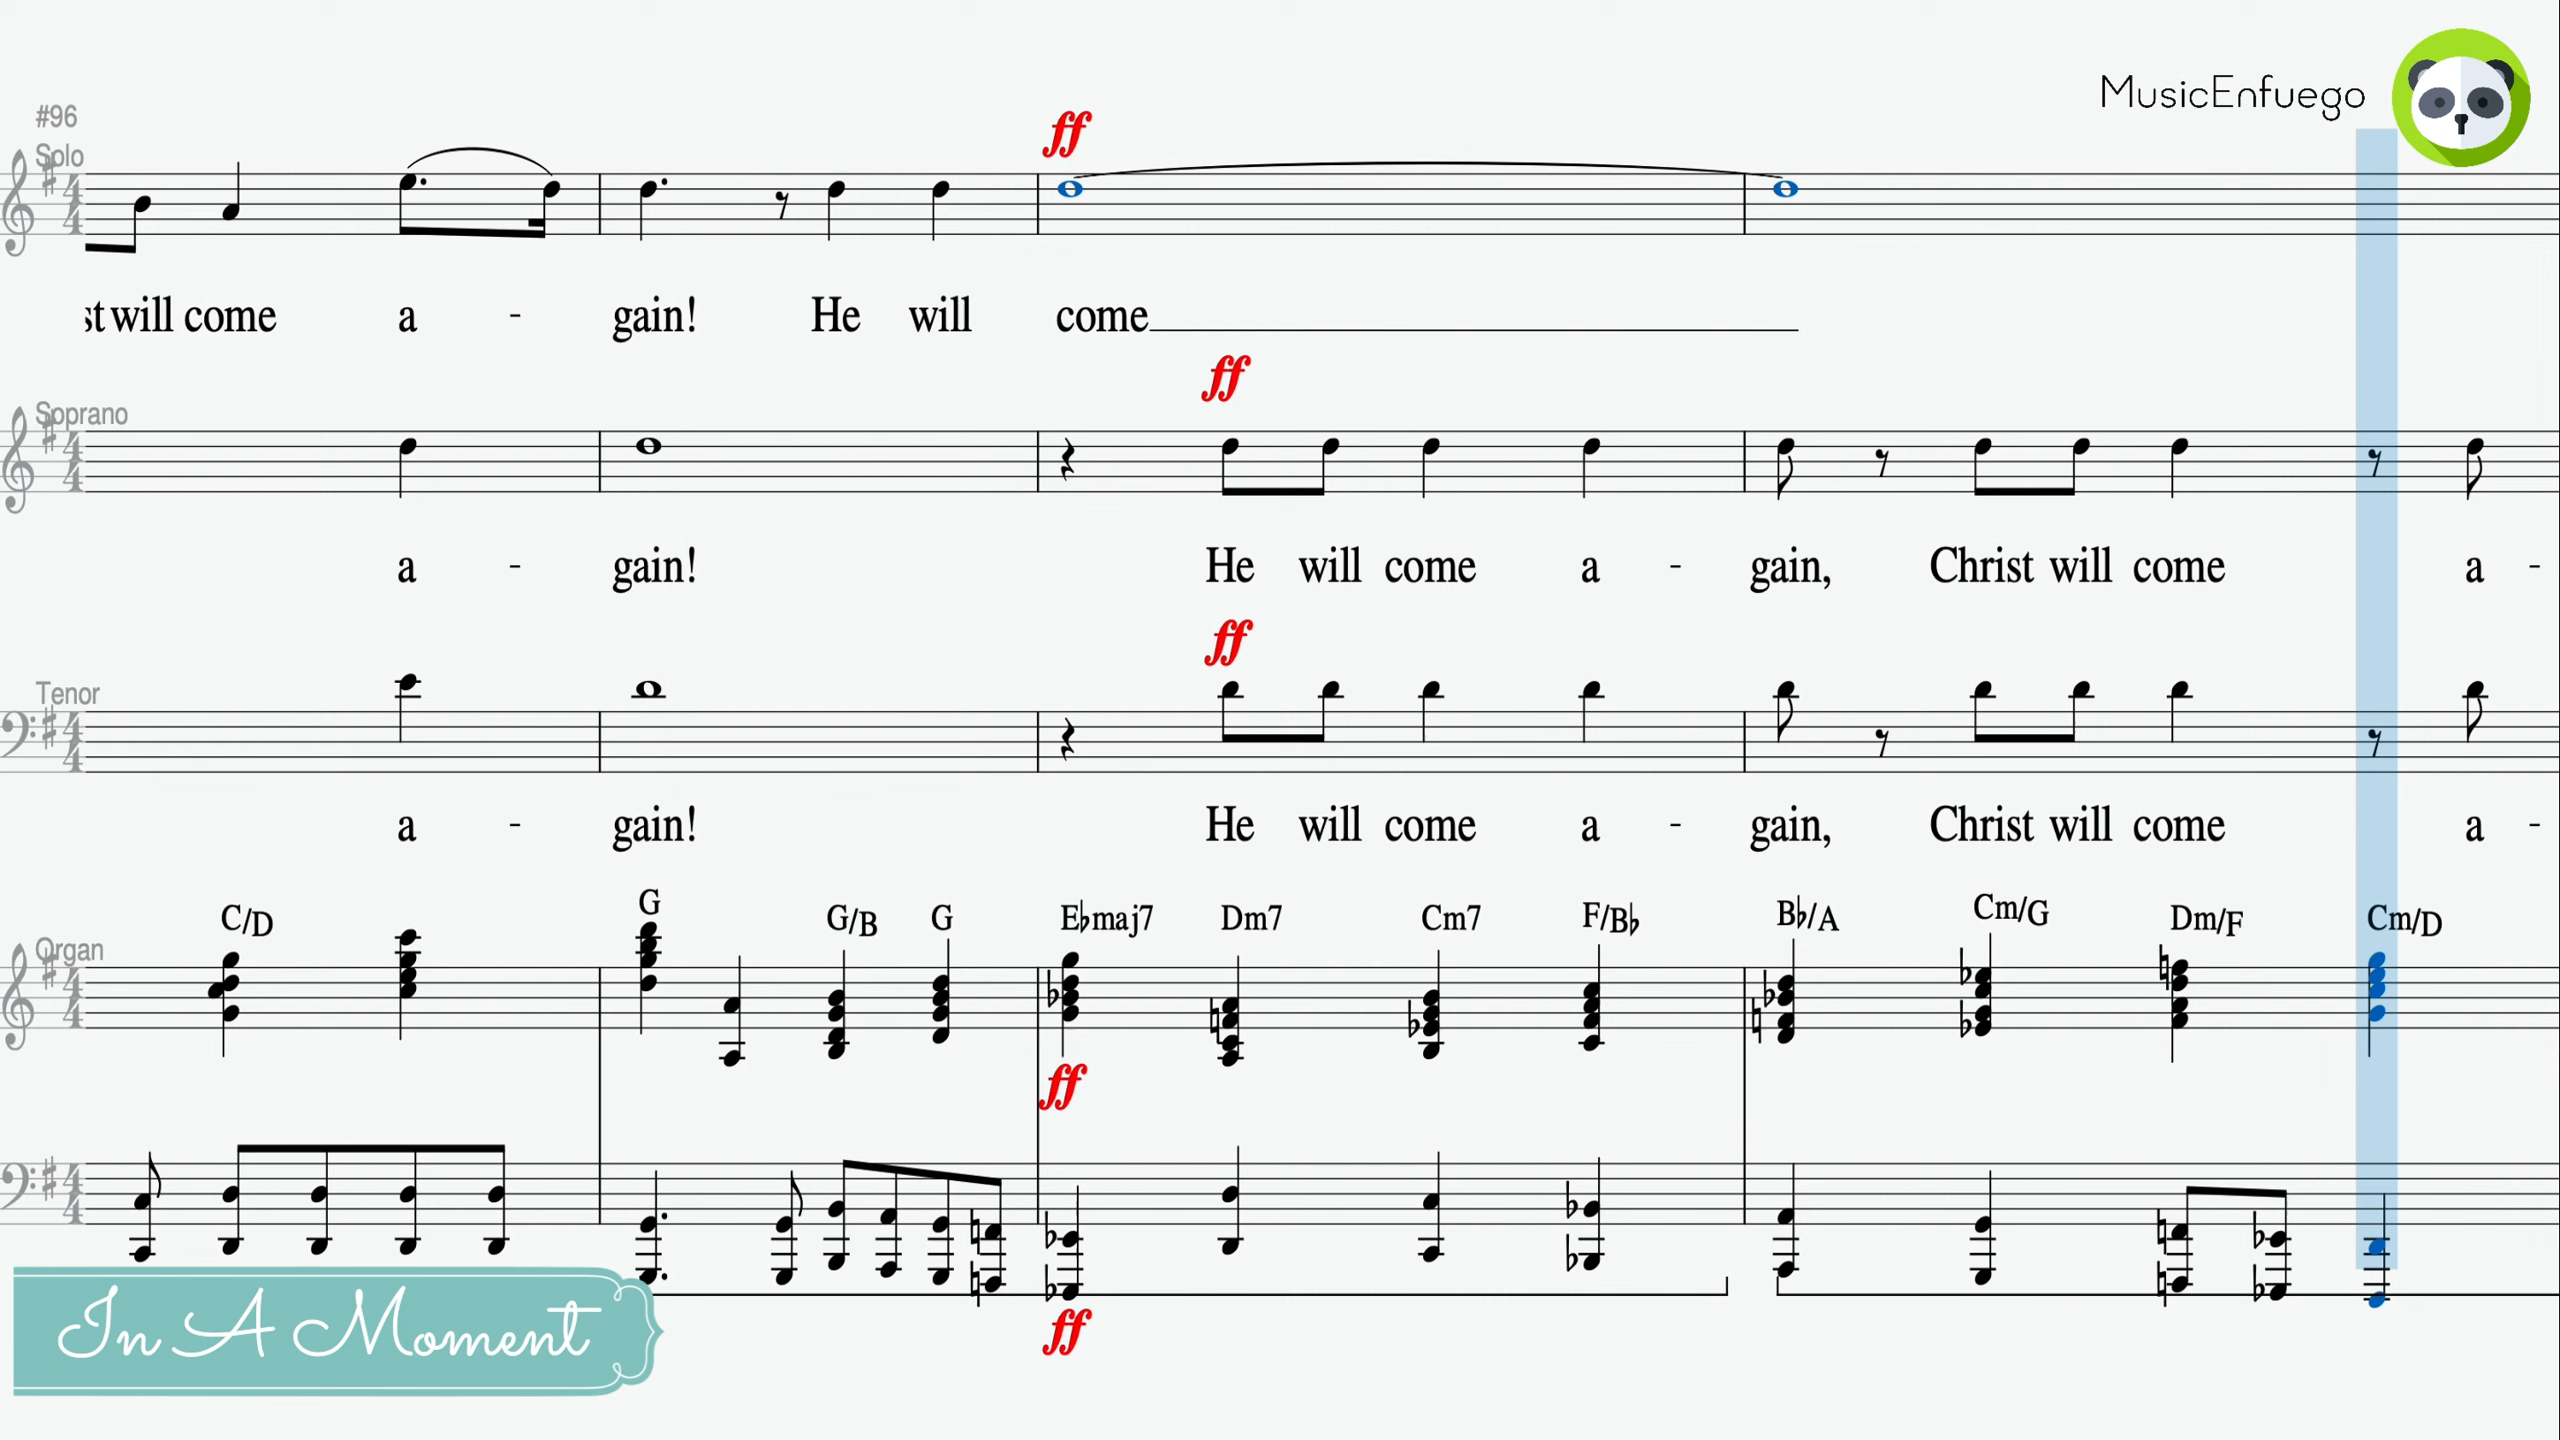 MusicEnfuego
#96
Solo
ff
st will come a - gain! He will come
Soprano
ff
a - gain! He will come a - gain, Christ will come a -
Tenor
ff
a - gain! He will come a - gain, Christ will come a -
Organ
C/D G G/B G E♭maj7 Dm7 Cm7 F/B♭ B♭/A Cm/G Dm/F Cm/D
ff
ff
In A Moment